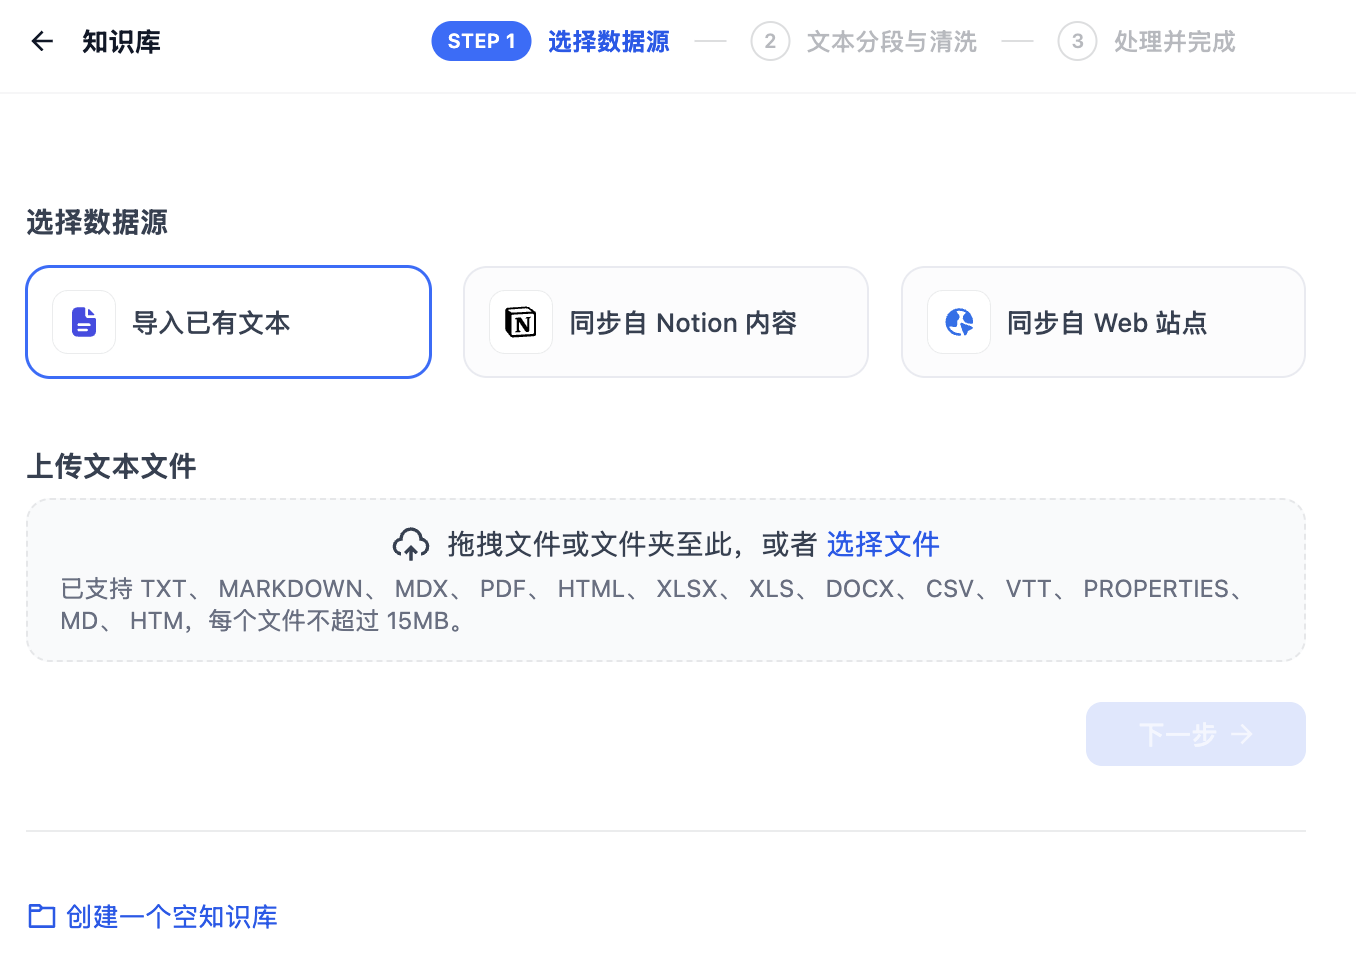 知识库
STEP 1 选择数据源
2 文本分段与清洗
3 处理并完成
选择数据源
导入已有文本
同步自 Notion 内容
同步自 Web 站点
上传文本文件
拖拽文件或文件夹至此，或者 选择文件
已支持 TXT、 MARKDOWN、 MDX、 PDF、 HTML、 XLSX、 XLS、 DOCX、 CSV、 VTT、 PROPERTIES、
MD、 HTM，每个文件不超过 15MB。
下一步
创建一个空知识库